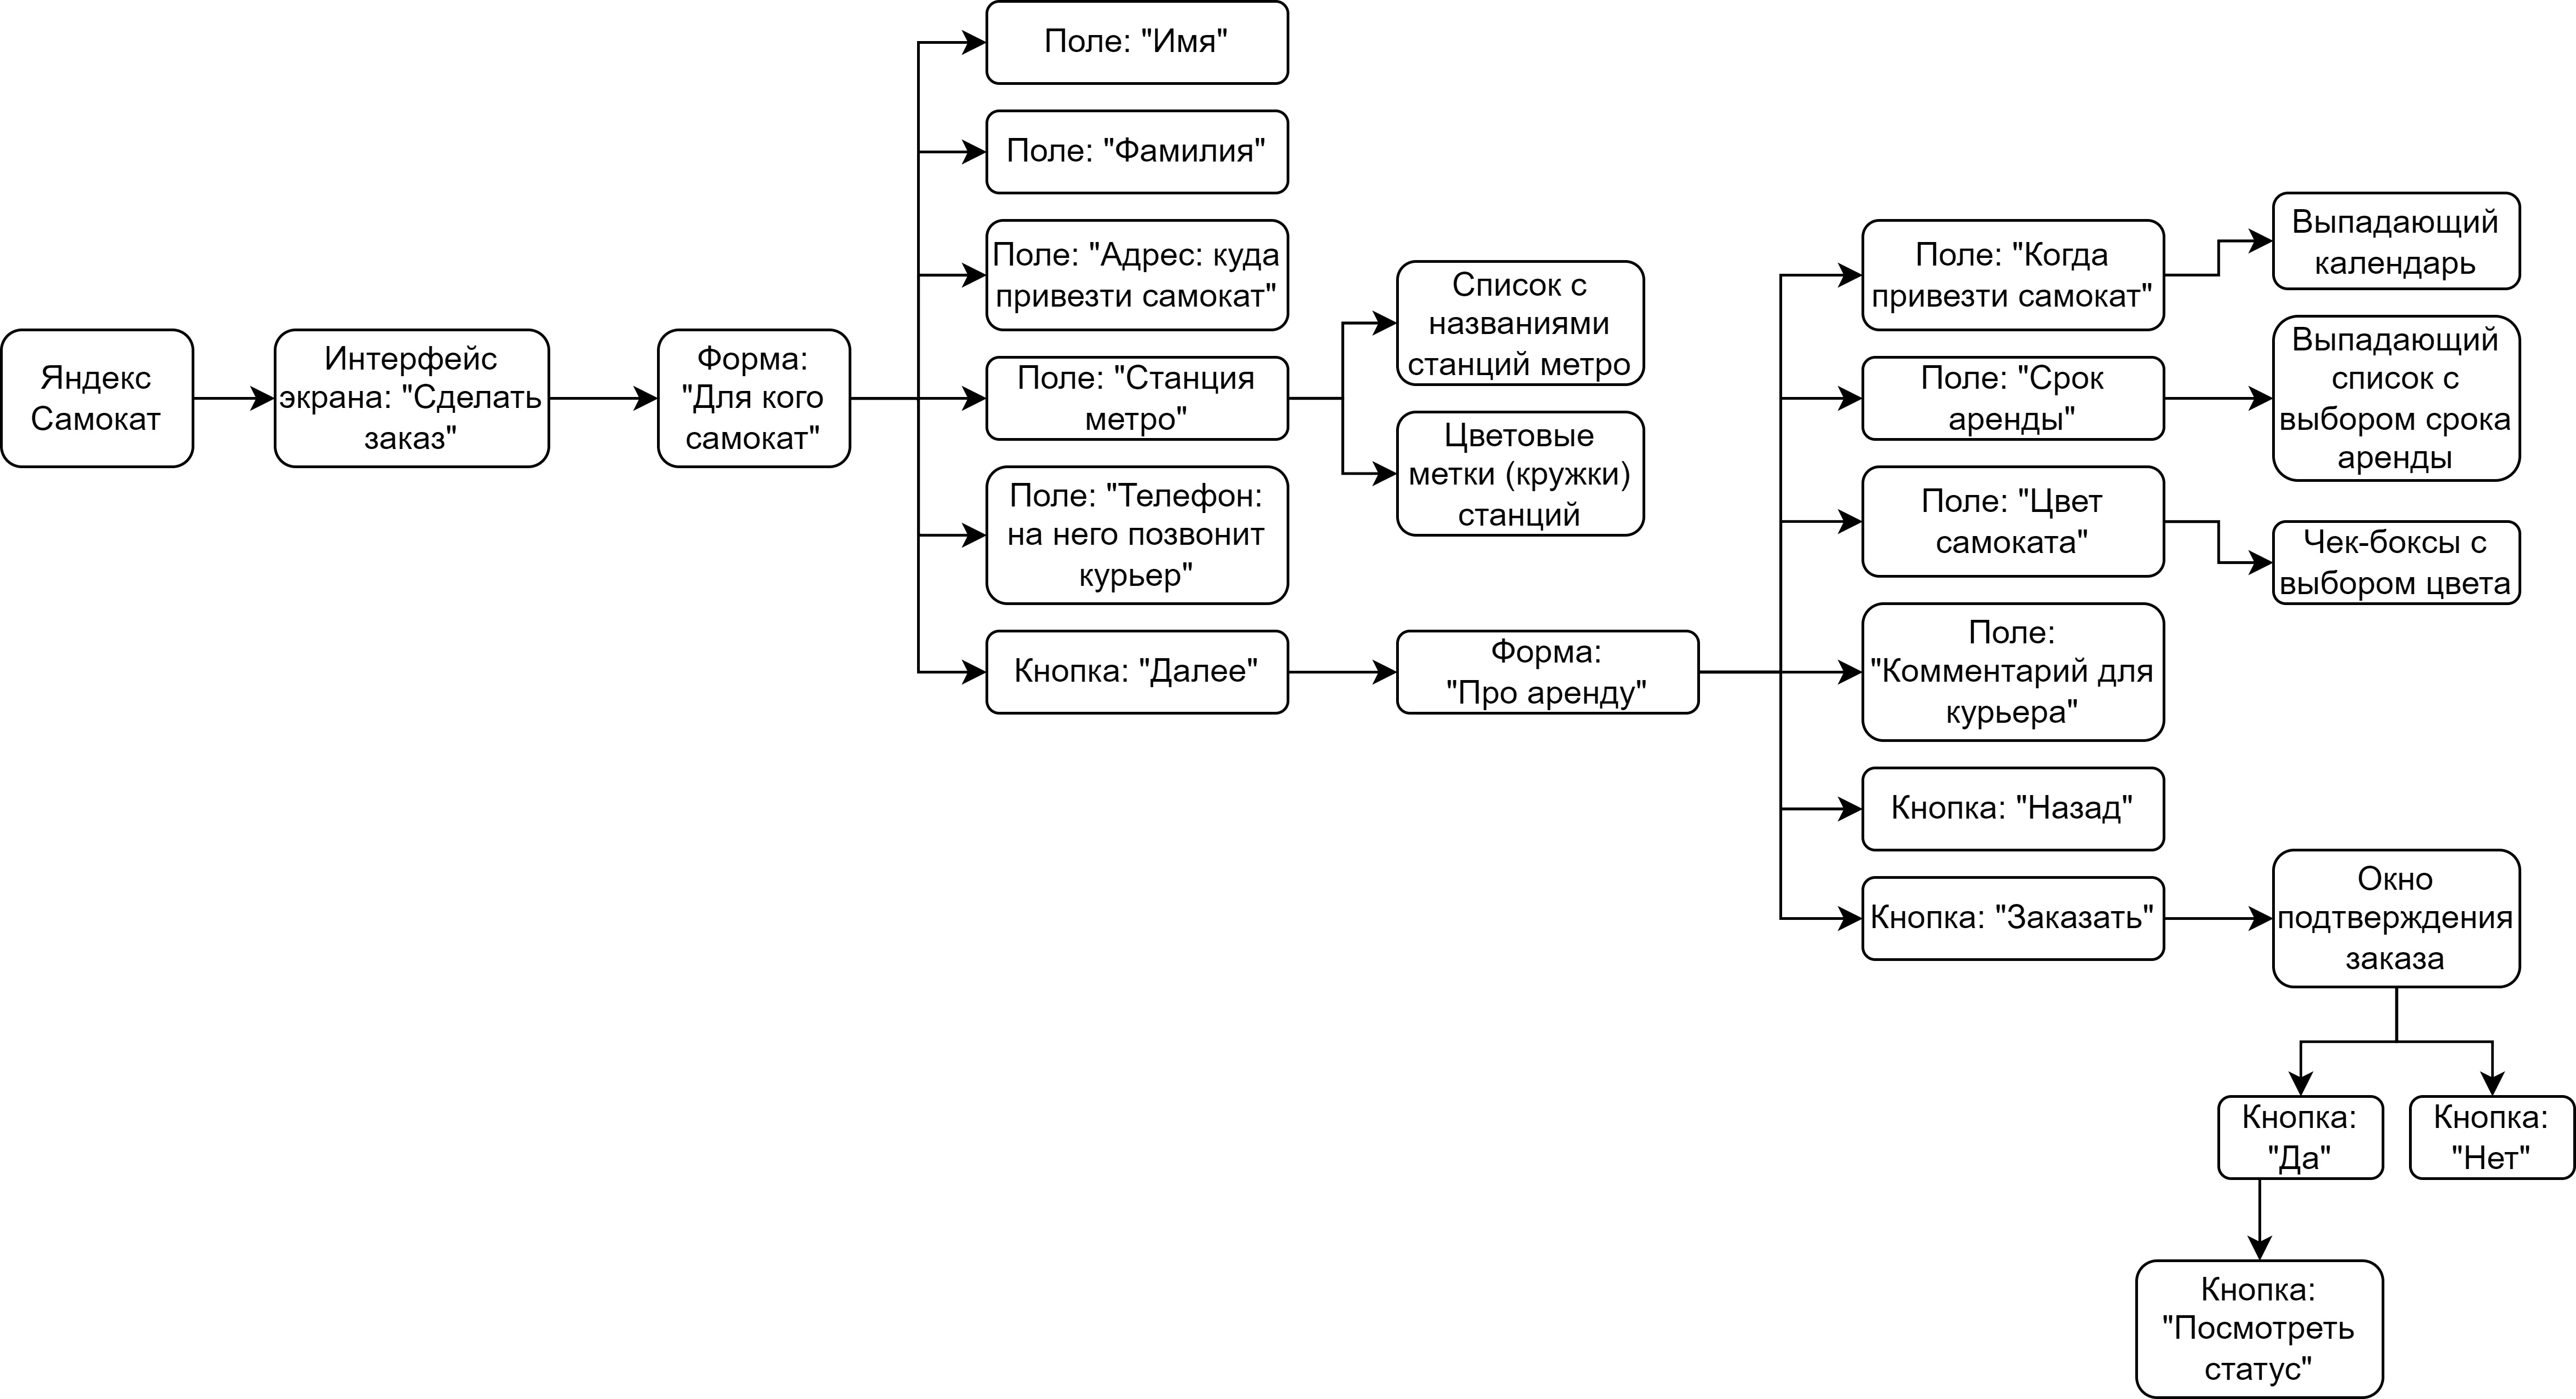 Яндекс
Самокат
Интерфейс
экрана: "Сделать
заказ"
Форма:
"Для кого
самокат"
Поле: "Имя"
Поле: "Фамилия"
Поле: "Адрес: куда
привезти самокат"
Поле: "Станция
метро"
Поле: "Телефон:
на него позвонит
курьер"
Кнопка: "Далее"
Список с
названиями
станций метро
Цветовые
метки (кружки)
станций
Форма:
"Про аренду"
Поле: "Когда
привезти самокат"
Поле: "Срок
аренды"
Поле: "Цвет
самоката"
Поле:
"Комментарий для
курьера"
Кнопка: "Назад"
Кнопка: "Заказать"
Выпадающий
календарь
Выпадающий
список с
выбором срока
аренды
Чек-боксы с
выбором цвета
Окно
подтверждения
заказа
Кнопка:
"Да"
Кнопка:
"Нет"
Кнопка:
"Посмотреть
статус"